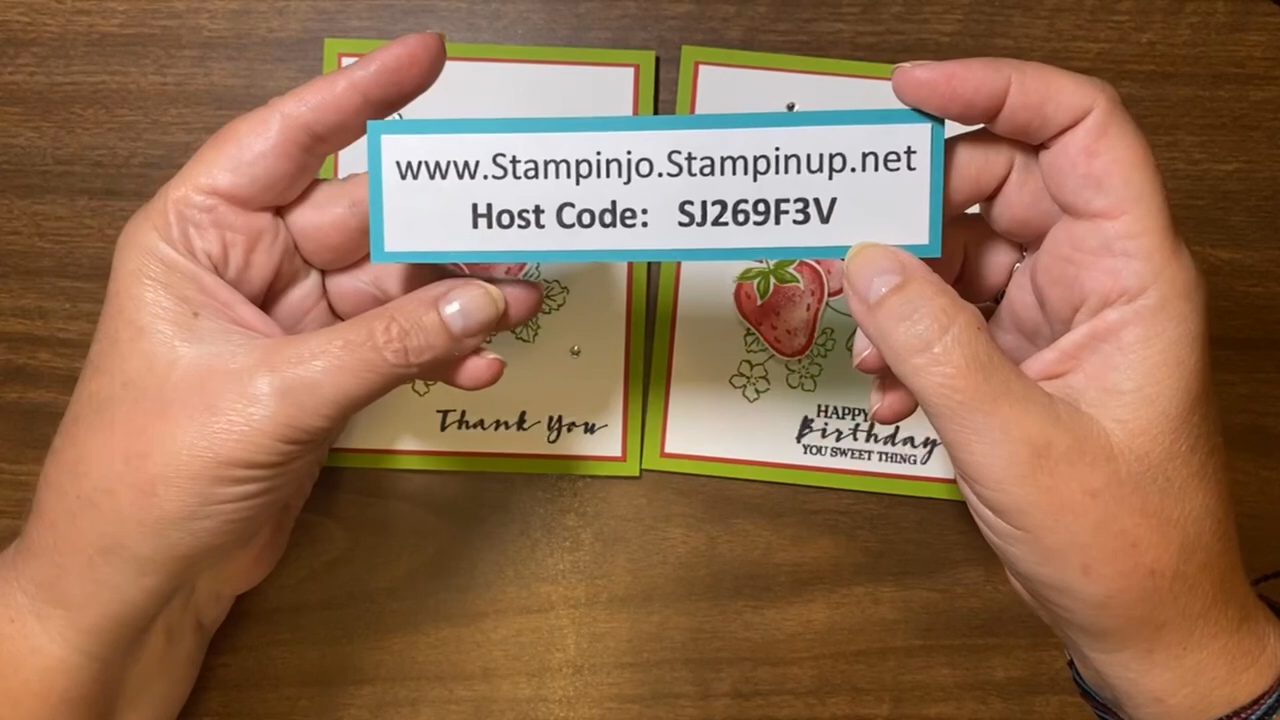 www.Stampinjo.Stampinup.net
Host Code: SJ269F3V
Thank You
HAPPY
Birthday
YOU SWEET THING